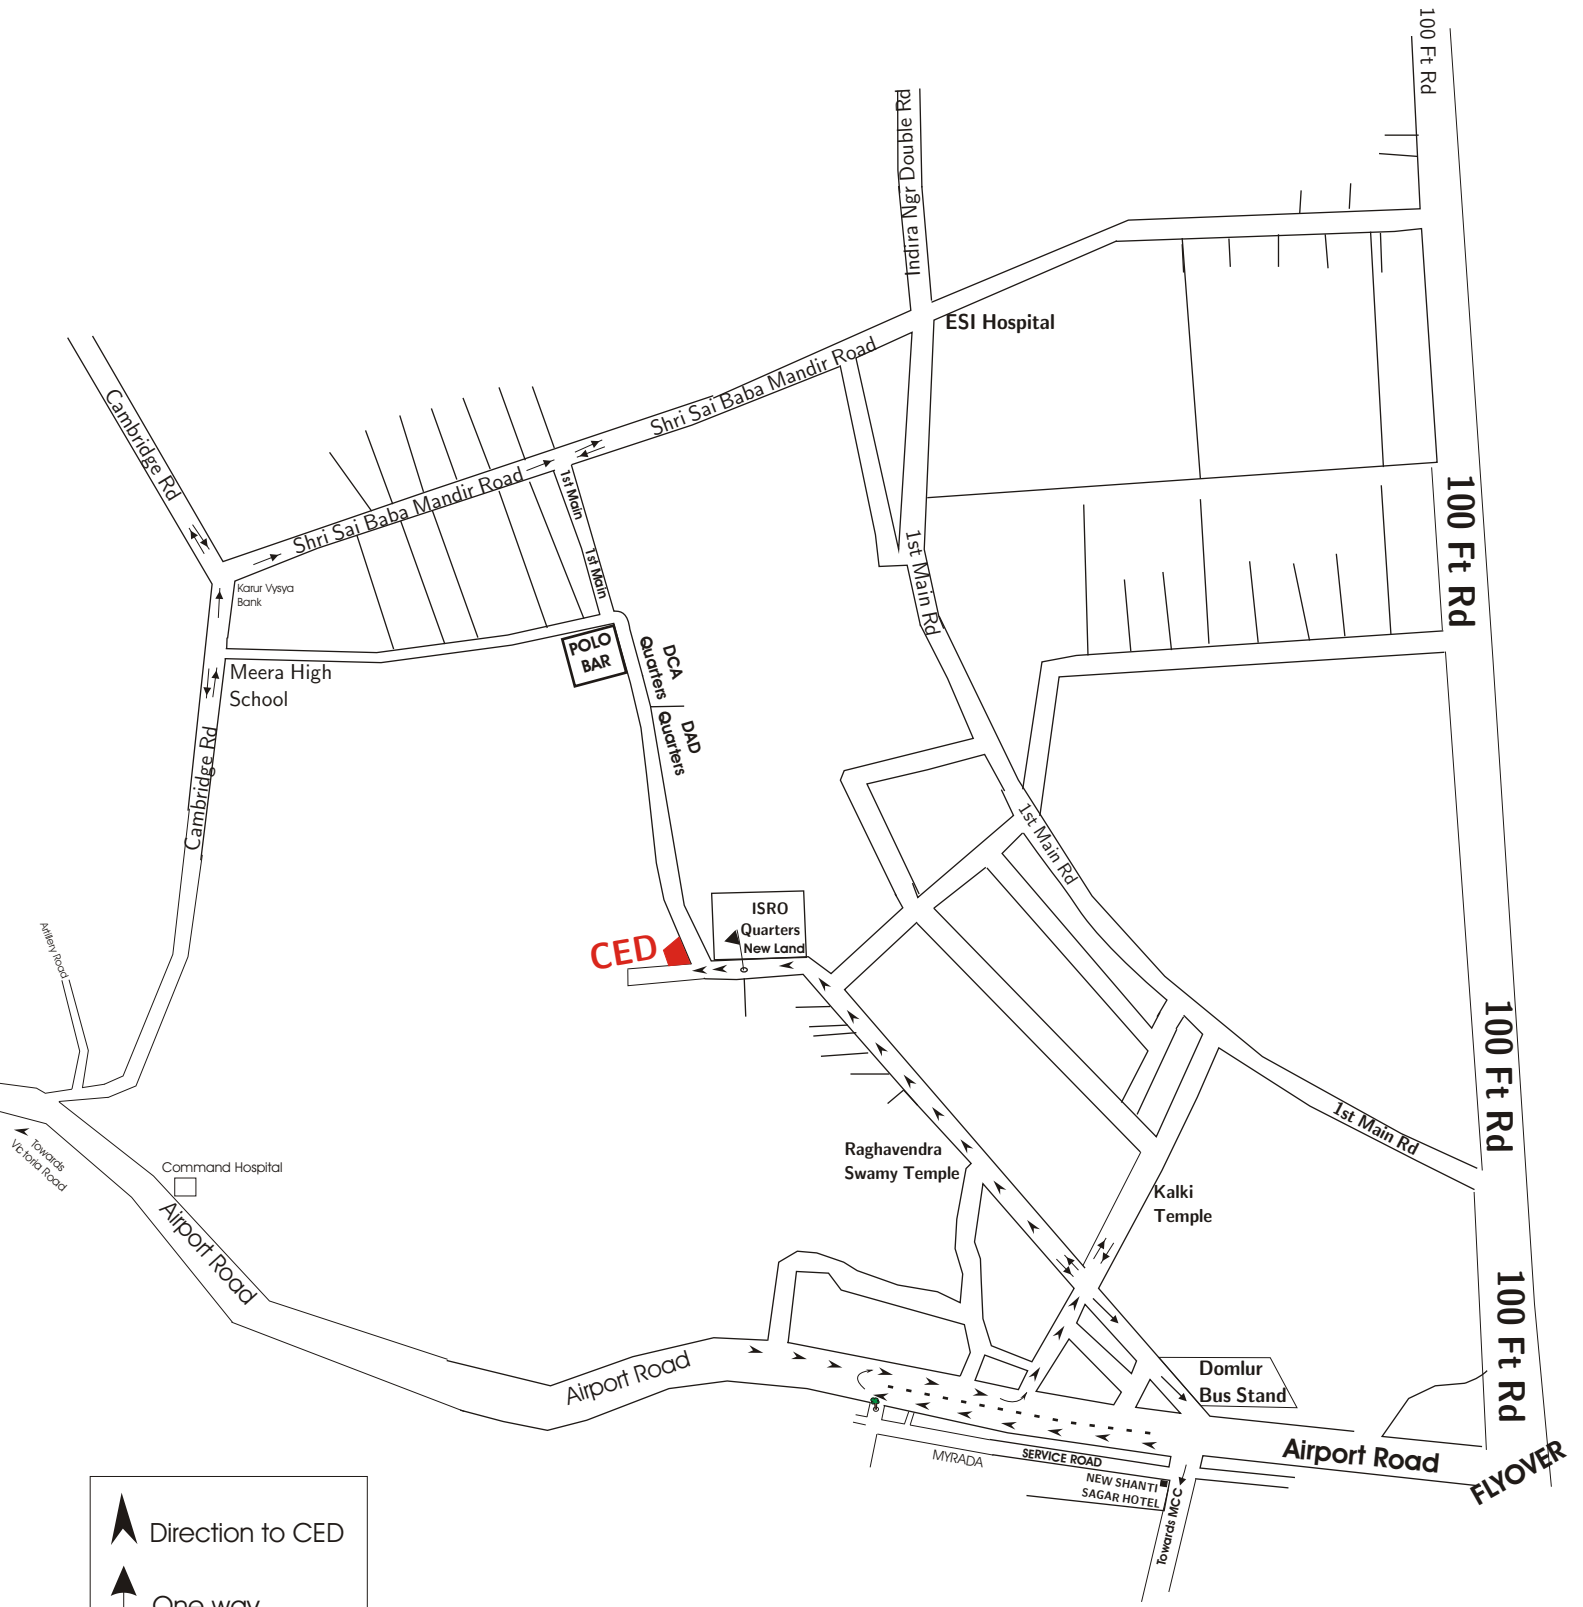 100 Ft Rd
Indira Ngr Double Rd
ESI Hospital
Shri Sai Baba Mandir Road
Cambridge Rd
Shri Sai Baba Mandir Road
1st Main
1st Main
100 Ft Rd
1st Main Rd
Karur Vysya
Bank
POLO
BAR
DCA
Quarters
Meera High
School
DAD
Quarters
Cambridge Rd
1st Main Rd
ISRO
Quarters
New Land
CED
Artillery Road
100 Ft Rd
1st Main Rd
Towards
Victoria Road
Command Hospital
Raghavendra
Swamy Temple
Kalki
Temple
Airport Road
100 Ft Rd
Airport Road
Domlur
Bus Stand
Airport Road
FLYOVER
MYRADA
SERVICE ROAD
NEW SHANTI
SAGAR HOTEL
Towards MCC
Direction to CED
One way